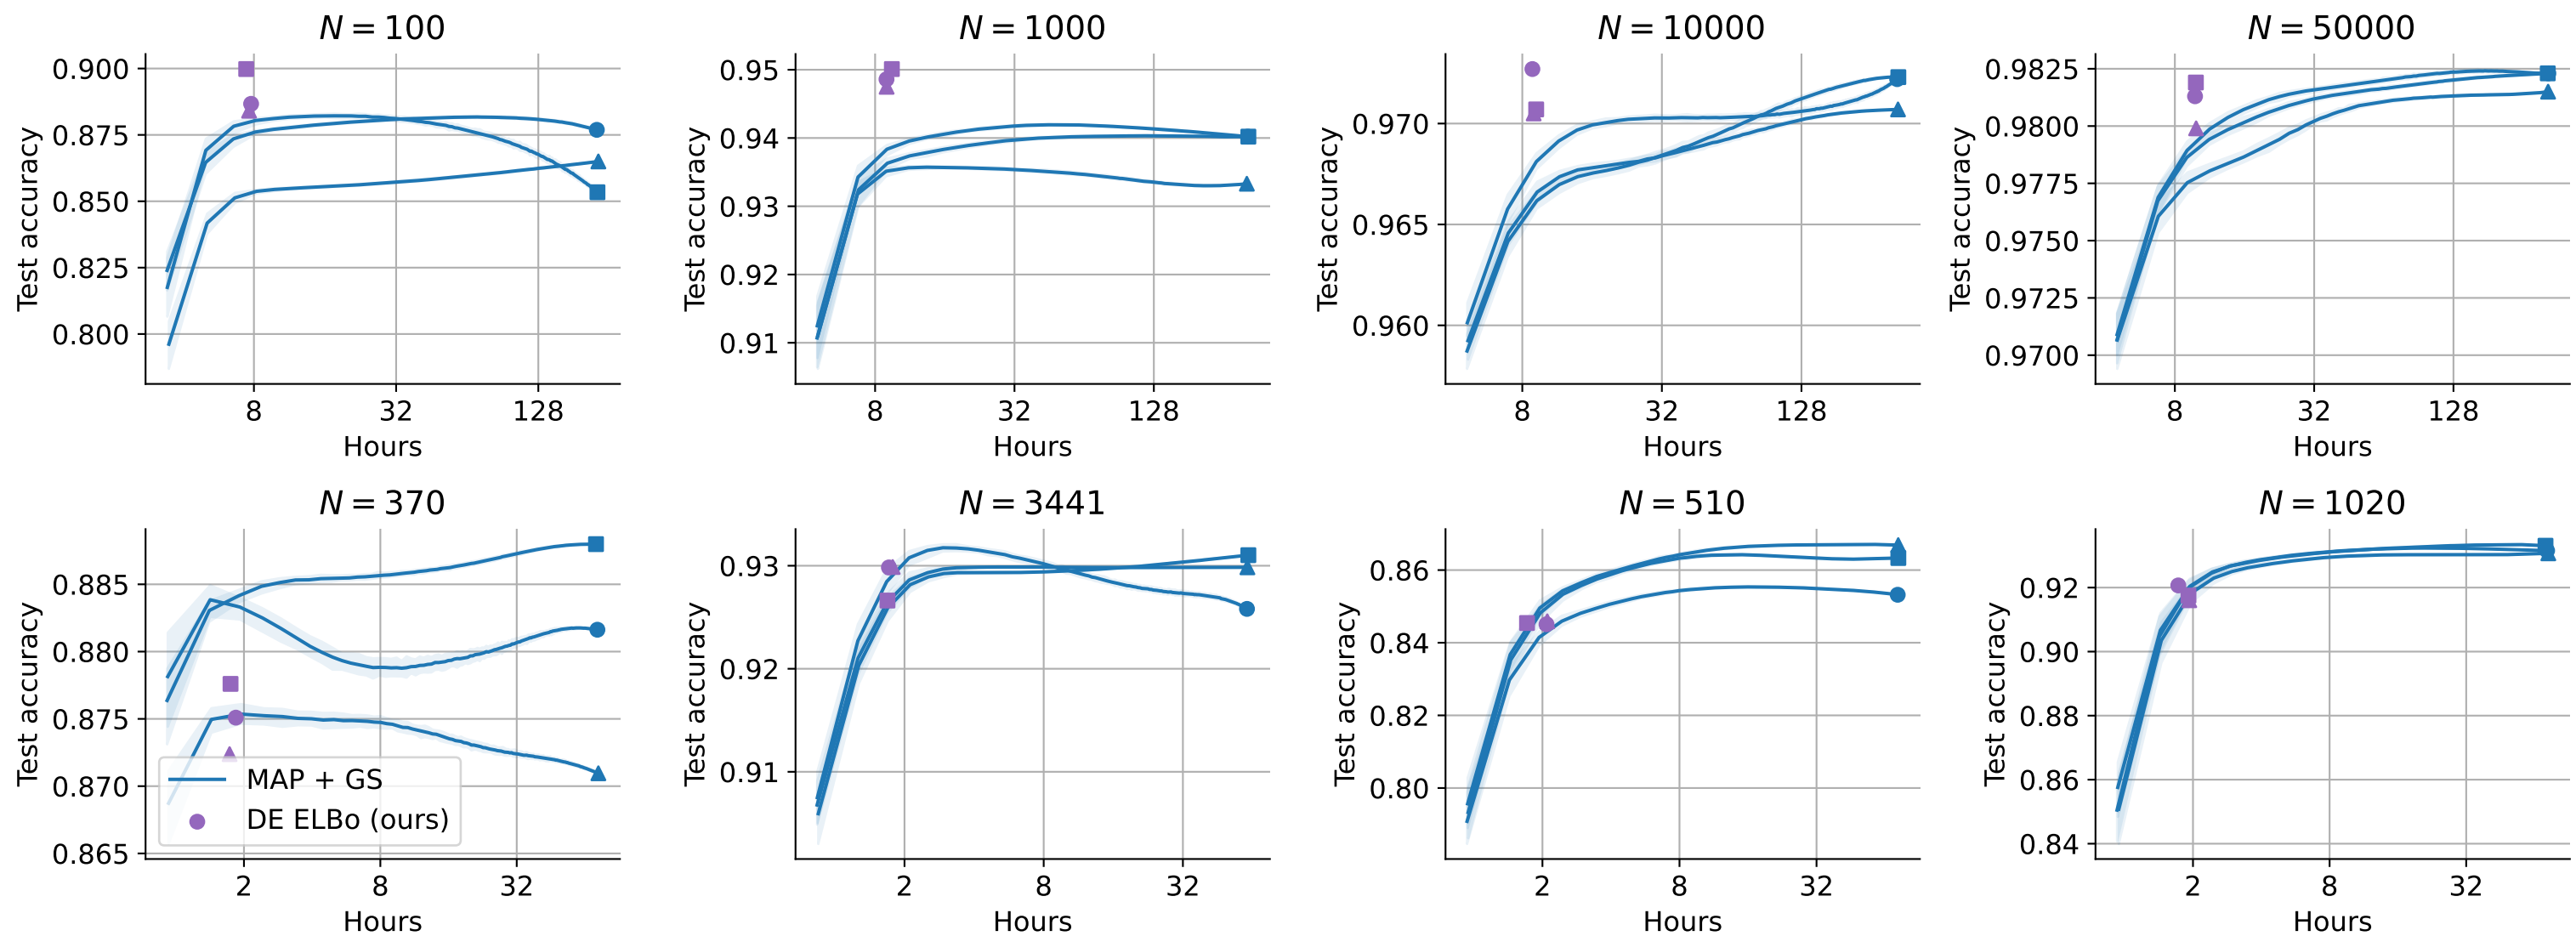 N = 100
0.900
0.875
0.850
0.825
0.800
Test accuracy
8
32
128
Hours
N = 1000
0.95
0.94
0.93
0.92
0.91
Test accuracy
8
32
128
Hours
N = 10000
0.970
0.965
0.960
Test accuracy
8
32
128
Hours
N = 50000
0.9825
0.9800
0.9775
0.9750
0.9725
0.9700
Test accuracy
8
32
128
Hours
N = 370
0.885
0.880
0.875
0.870
0.865
Test accuracy
MAP + GS
DE ELBo (ours)
2
8
32
Hours
N = 3441
0.93
0.92
0.91
Test accuracy
2
8
32
Hours
N = 510
0.86
0.84
0.82
0.80
Test accuracy
2
8
32
Hours
N = 1020
0.92
0.90
0.88
0.86
0.84
Test accuracy
2
8
32
Hours